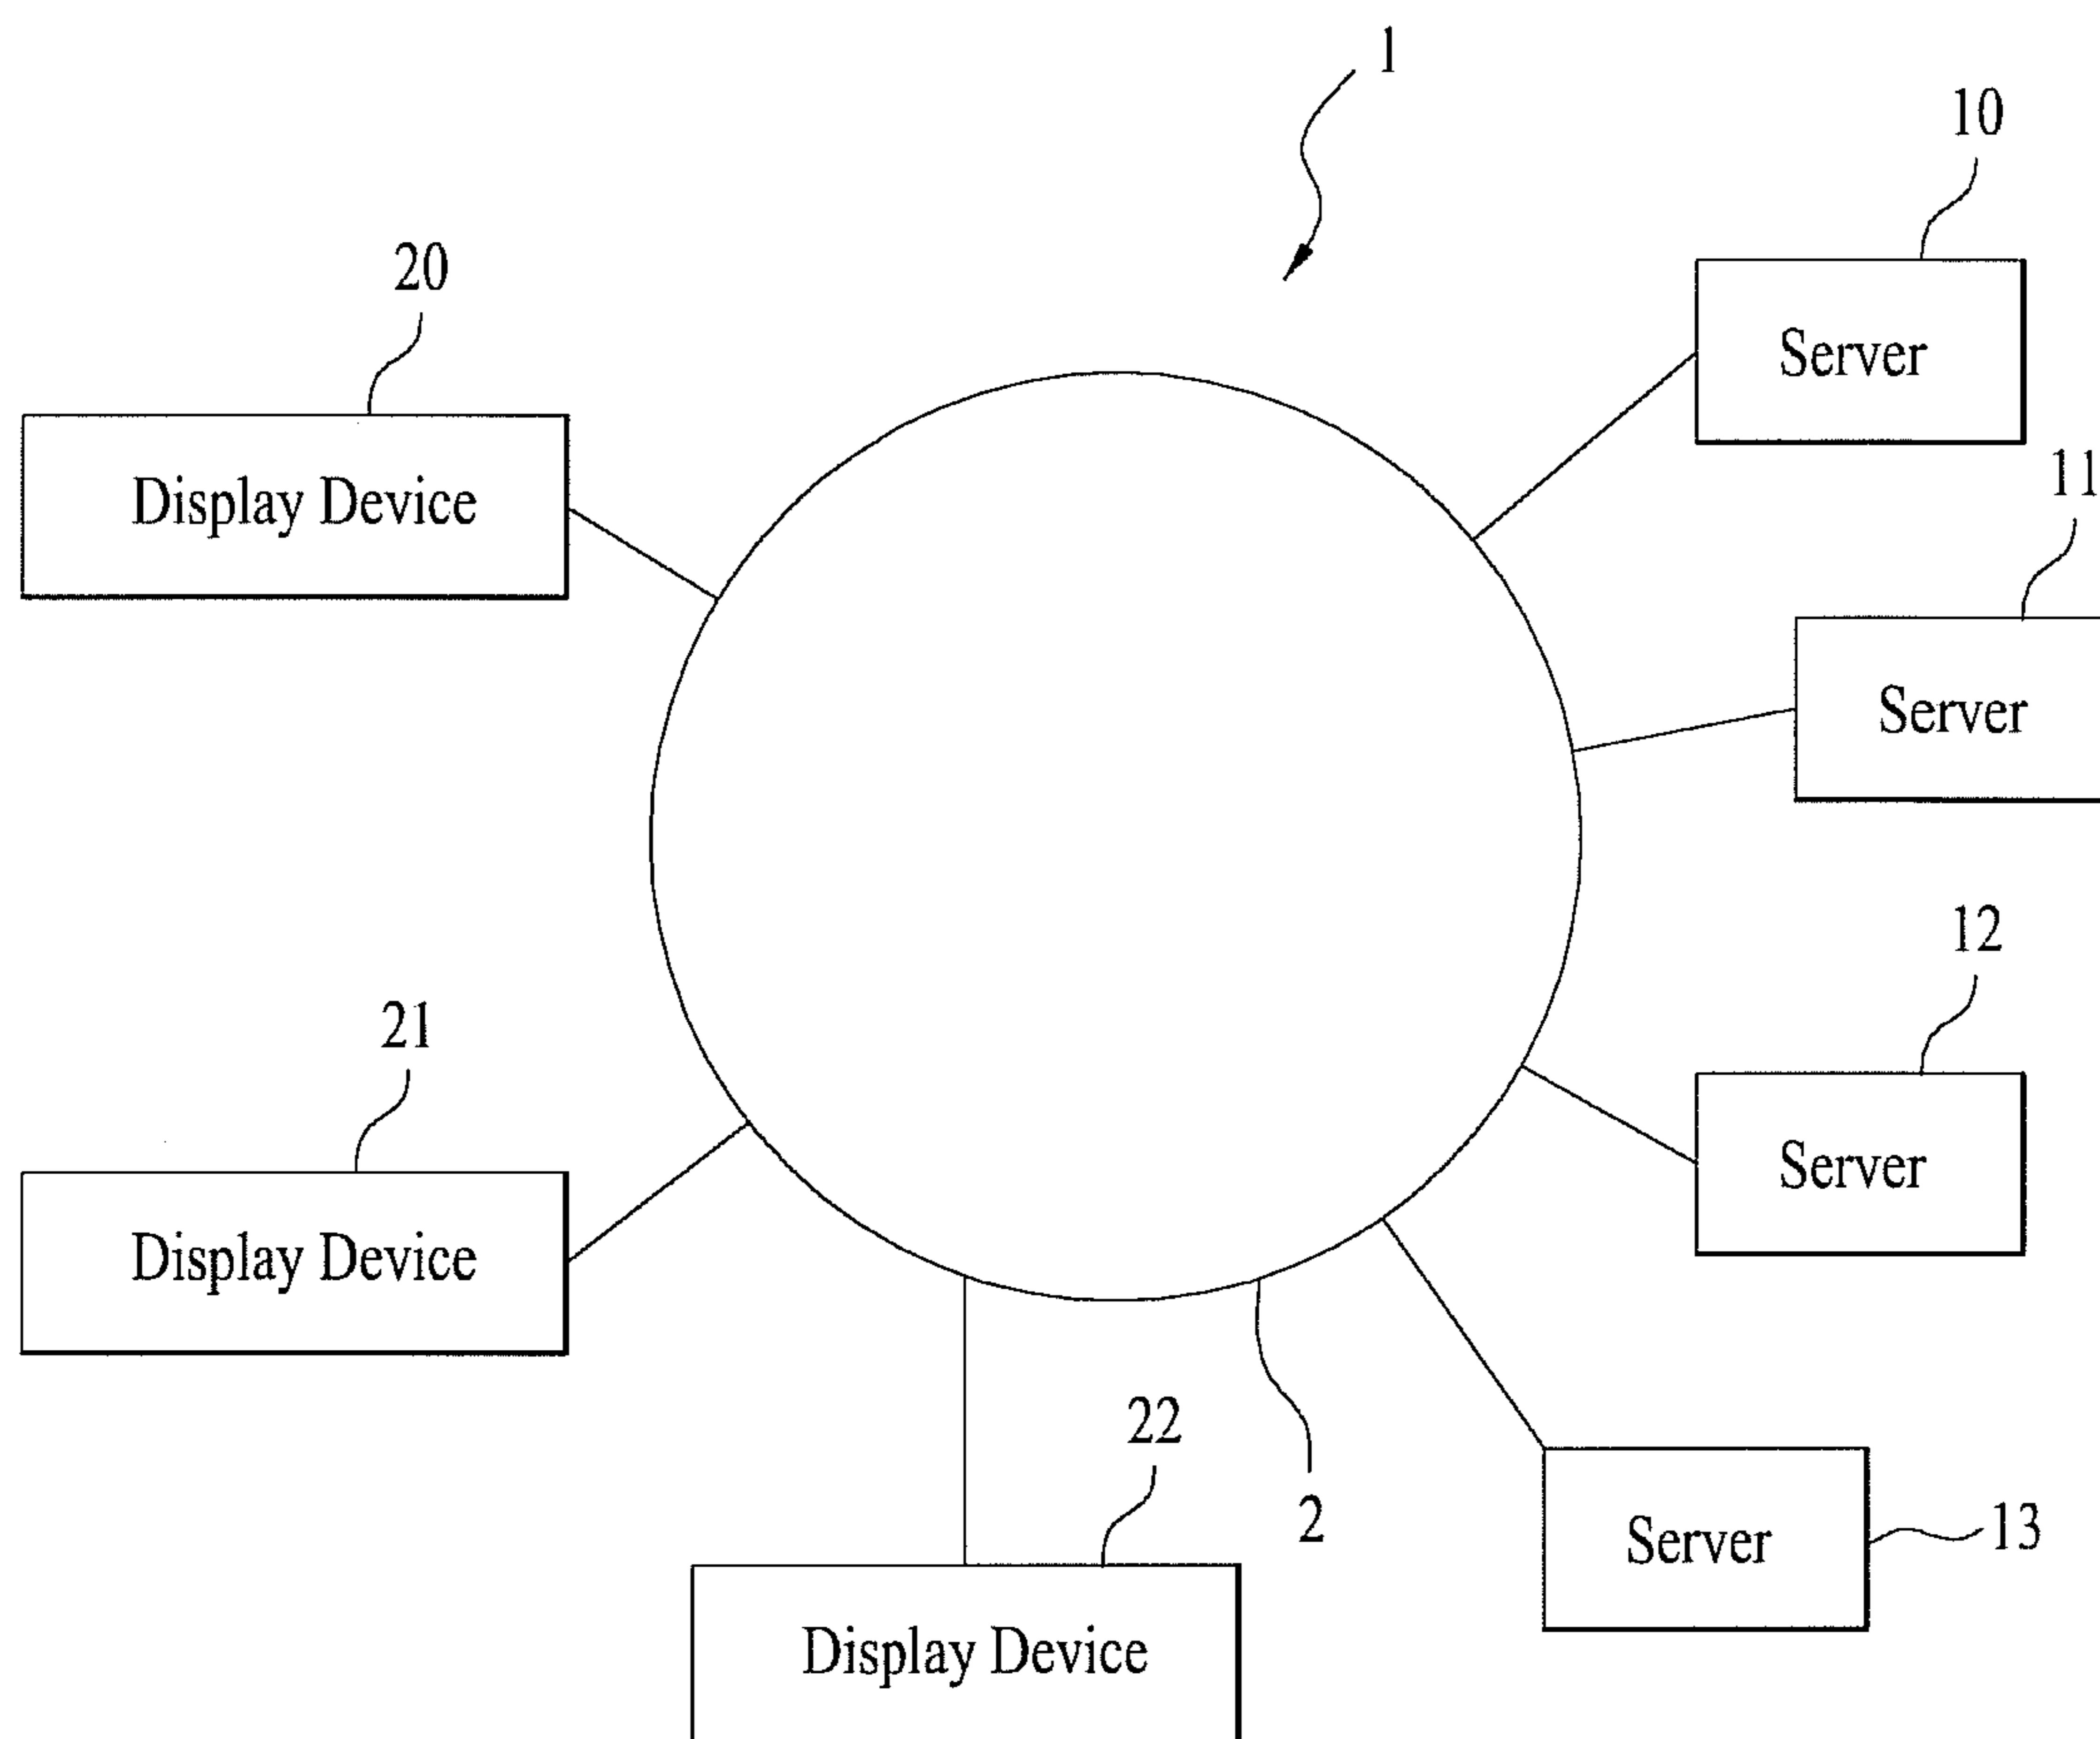 1
10
Server
20
Display Device
11
Server
12
Server
21
Display Device
22
Display Device
2
Server
13